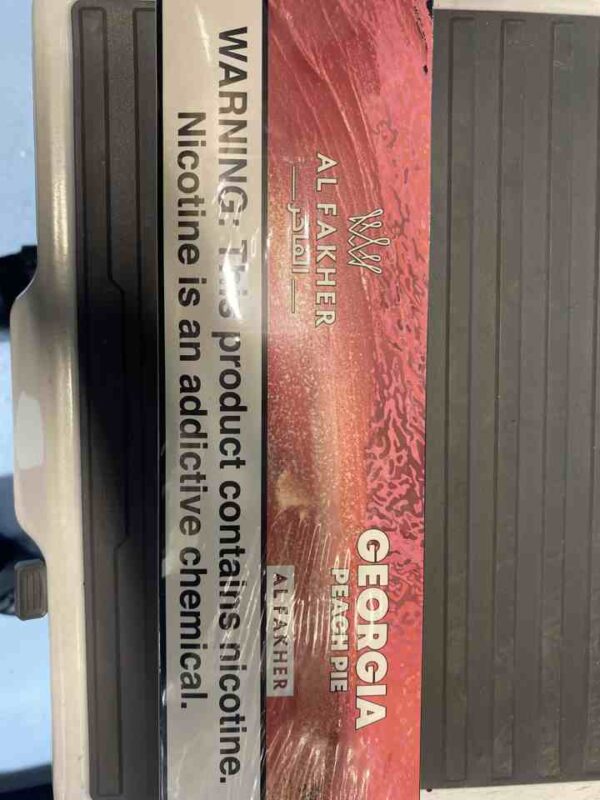 AL FAKHER
الفاخر
GEORGIA
PEACH PIE
AL FAKHER
WARNING: This product contains nicotine.
Nicotine is an addictive chemical.